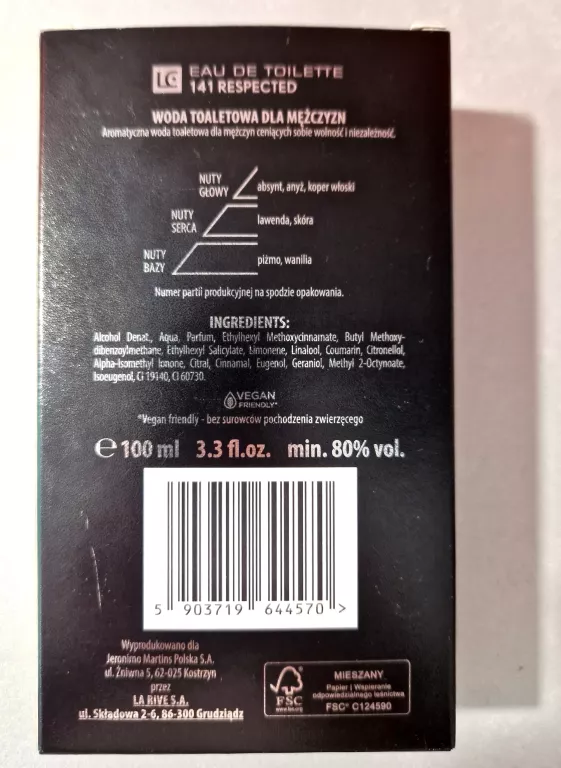 LC EAU DE TOILETTE
141 RESPECTED
WODA TOALETOWA DLA MĘŻCZYZN
Aromatyczna woda toaletowa dla mężczyzn ceniących sobie wolność i niezależność.
NUTY GŁOWY absynt, anyż, koper włoski
NUTY SERCA lawenda, skóra
NUTY BAZY piżmo, wanilia
Numer partii produkcyjnej na spodzie opakowania.
INGREDIENTS:
Alcohol Denat., Aqua, Parfum, Ethylhexyl Methoxycinnamate, Butyl Methoxy-
dibenzoylmethane, Ethylhexyl Salicylate, Limonene, Linalool, Coumarin, Citronellol,
Alpha-Isomethyl Ionone, Citral, Cinnamal, Eugenol, Geraniol, Methyl 2-Octynoate,
Isoeugenol, CI 19140, CI 60730.
VEGAN
FRIENDLY*
*Vegan friendly - bez surowców pochodzenia zwierzęcego
℮ 100 ml 3.3 fl.oz. min. 80% vol.
5 903719 644570 >
Wyprodukowano dla
Jeronimo Martins Polska S.A.
ul. Żniwna 5, 62-025 Kostrzyn
przez
LA RIVE S.A.
ul. Składowa 2-6, 86-300 Grudziądz
FSC
www.fsc.org
MIESZANY
Papier | Wspieranie
odpowiedzialnego leśnictwa
FSC® C124590